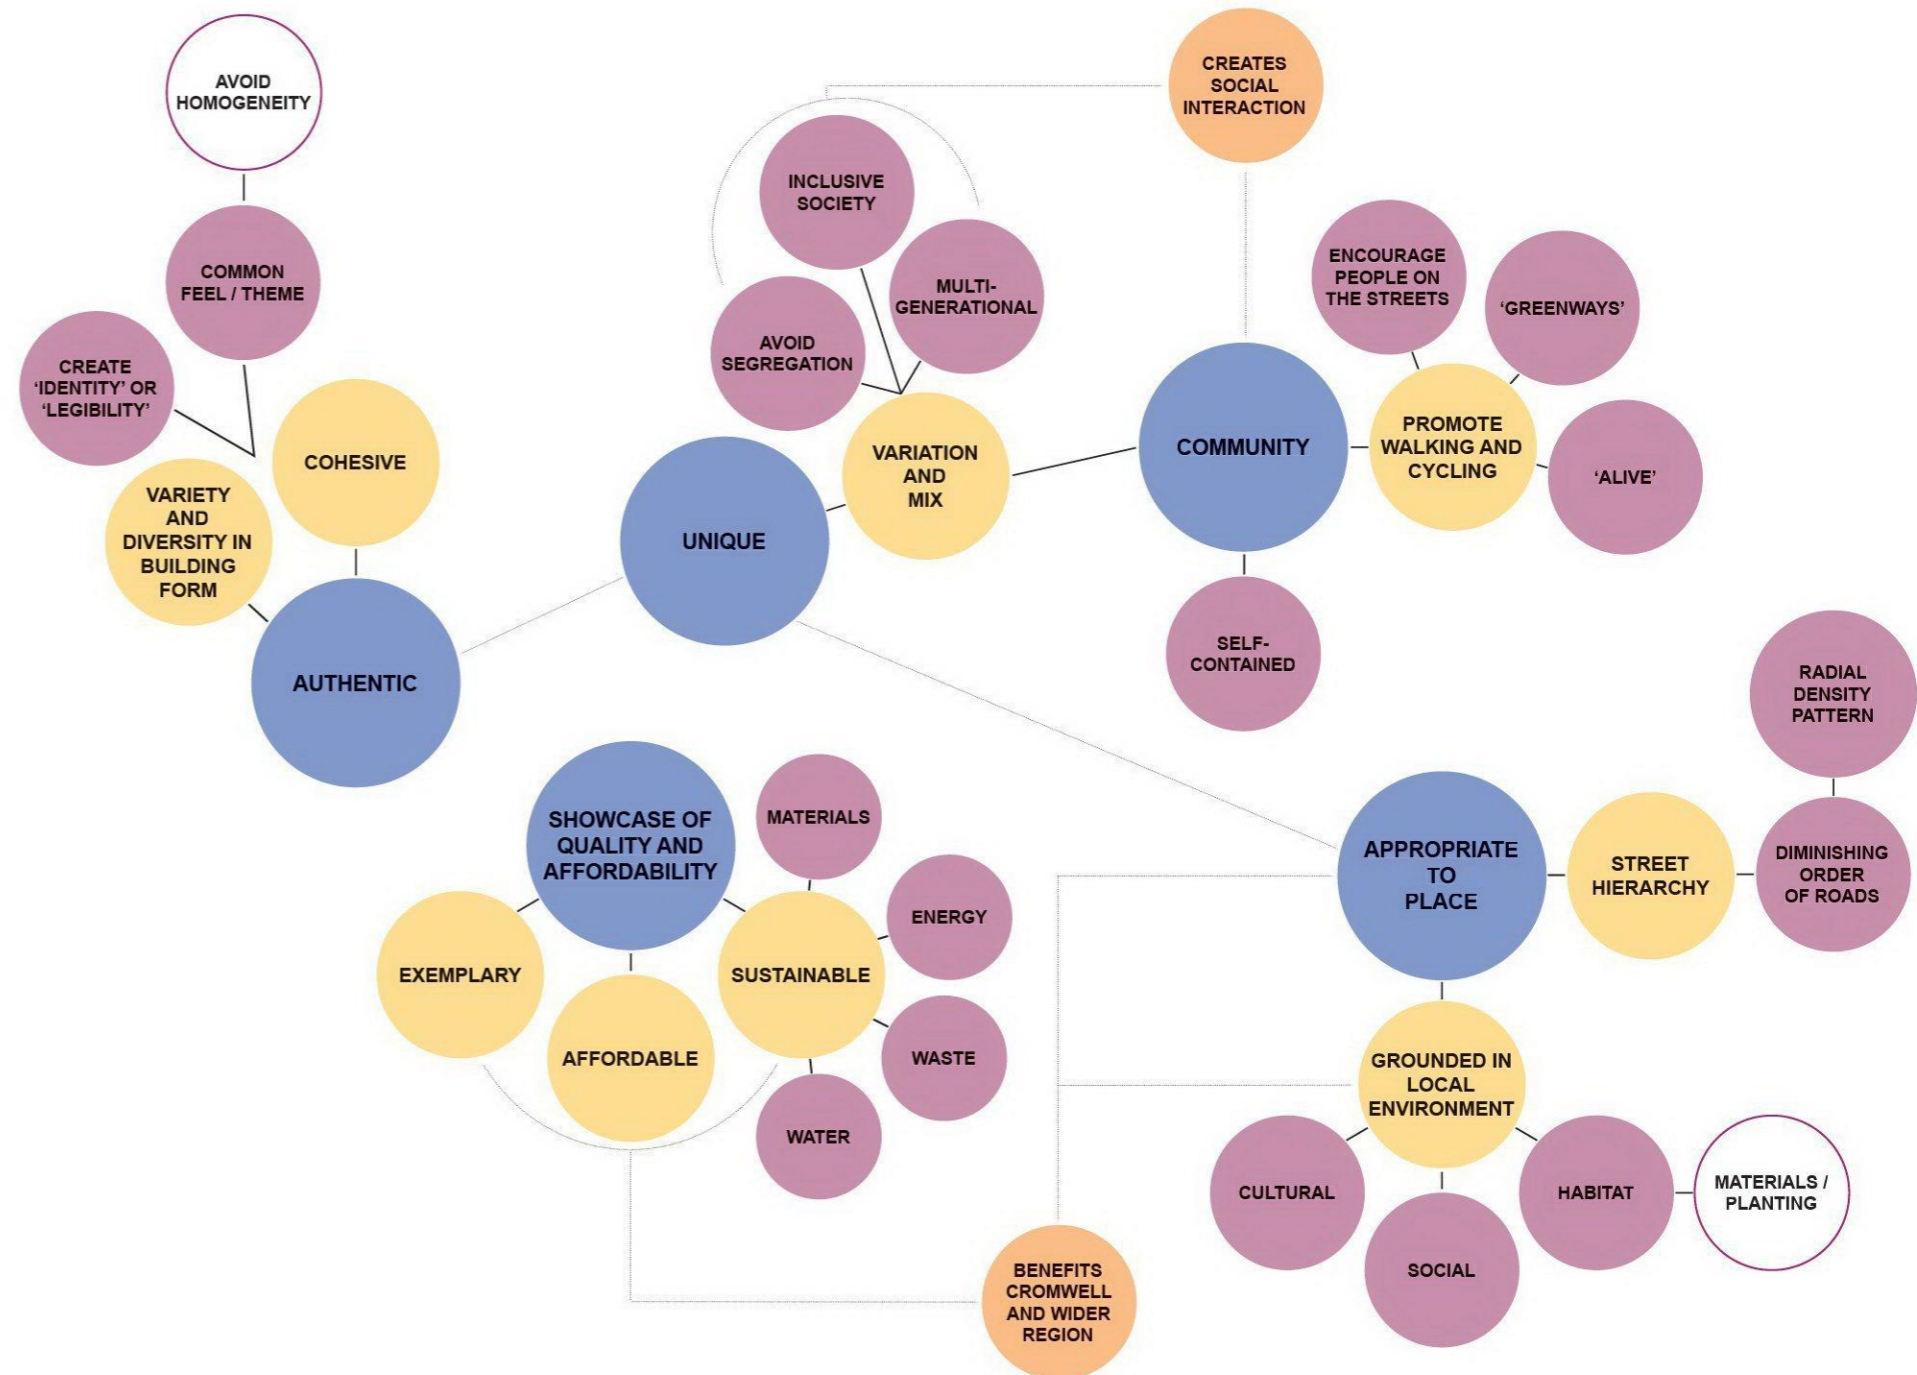 AVOID
HOMOGENEITY
COMMON
FEEL / THEME
CREATE
‘IDENTITY’ OR
‘LEGIBILITY’
COHESIVE
VARIETY
AND
DIVERSITY IN
BUILDING
FORM
AUTHENTIC
UNIQUE
CREATES
SOCIAL
INTERACTION
INCLUSIVE
SOCIETY
MULTI-
GENERATIONAL
AVOID
SEGREGATION
VARIATION
AND
MIX
COMMUNITY
ENCOURAGE
PEOPLE ON
THE STREETS
‘GREENWAYS’
PROMOTE
WALKING AND
CYCLING
‘ALIVE’
SELF-
CONTAINED
SHOWCASE OF
QUALITY AND
AFFORDABILITY
MATERIALS
ENERGY
EXEMPLARY
SUSTAINABLE
AFFORDABLE
WASTE
WATER
RADIAL
DENSITY
PATTERN
APPROPRIATE
TO
PLACE
STREET
HIERARCHY
DIMINISHING
ORDER
OF ROADS
GROUNDED IN
LOCAL
ENVIRONMENT
CULTURAL
SOCIAL
HABITAT
MATERIALS /
PLANTING
BENEFITS
CROMWELL
AND WIDER
REGION